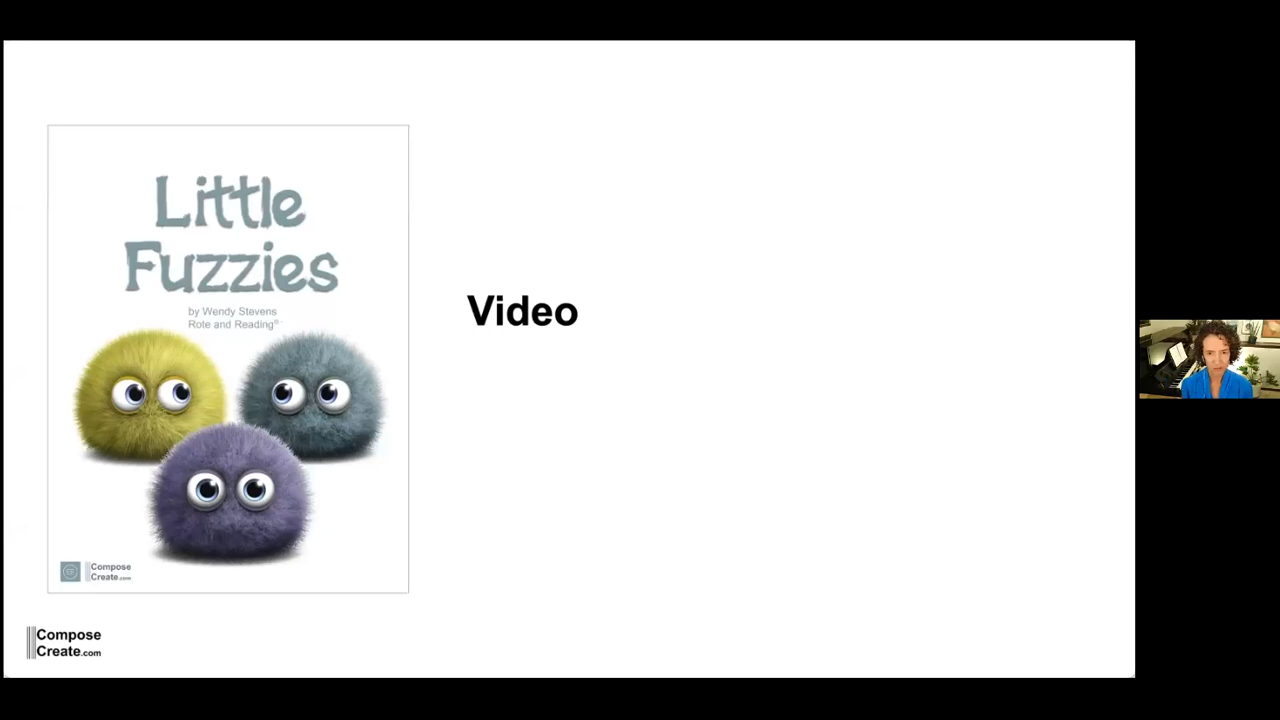 Little
Fuzzies
by Wendy Stevens
Rote and Reading®
Compose
Create.com
Video
Compose
Create.com